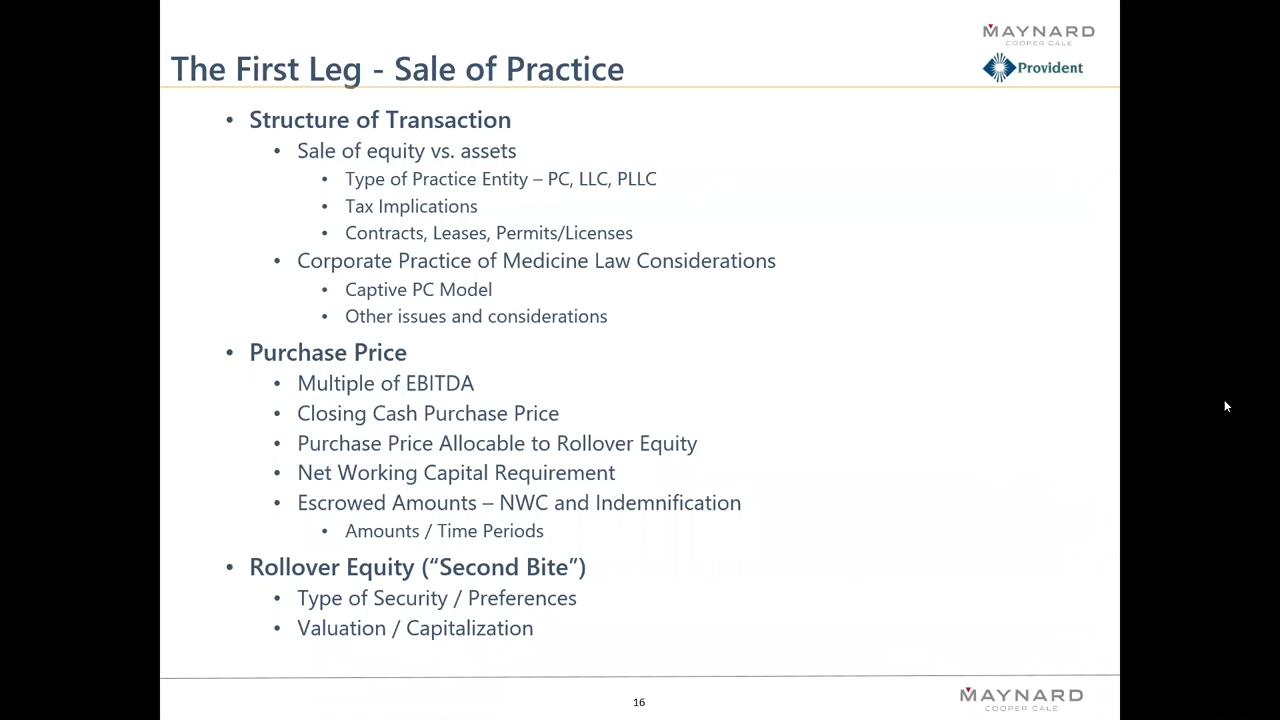 MAYNARD
COOPER GALE
The First Leg - Sale of Practice
Provident
• Structure of Transaction
• Sale of equity vs. assets
• Type of Practice Entity – PC, LLC, PLLC
• Tax Implications
• Contracts, Leases, Permits/Licenses
• Corporate Practice of Medicine Law Considerations
• Captive PC Model
• Other issues and considerations
• Purchase Price
• Multiple of EBITDA
• Closing Cash Purchase Price
• Purchase Price Allocable to Rollover Equity
• Net Working Capital Requirement
• Escrowed Amounts – NWC and Indemnification
• Amounts / Time Periods
• Rollover Equity (“Second Bite”)
• Type of Security / Preferences
• Valuation / Capitalization
16
MAYNARD
COOPER GALE